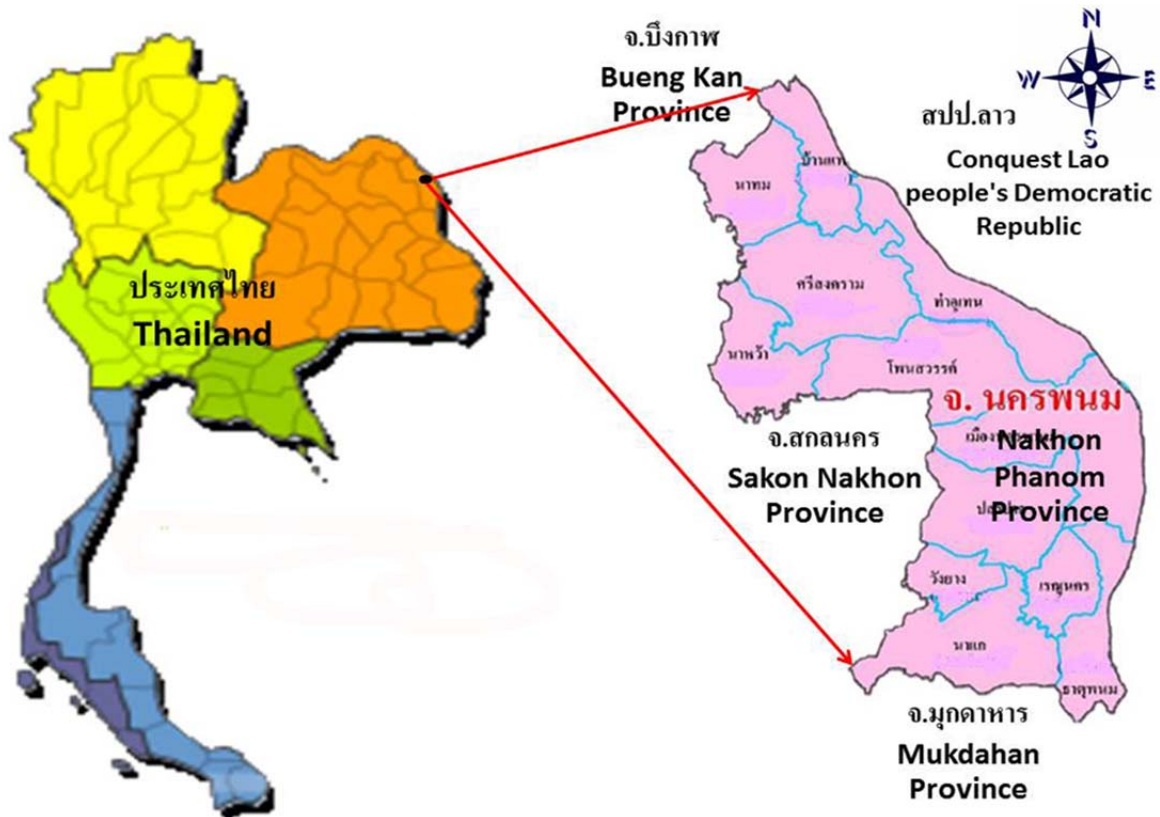 จ.บึงกาฬ
Bueng Kan
Province
N
W
E
S
สปป.ลาว
Conquest Lao
people's Democratic
Republic
นาทม
ศรีสงคราม
ท่าอุเทน
ประเทศไทย
Thailand
นาหว้า
โพนสวรรค์
จ. นครพนม
Nakhon
Phanom
Province
จ.สกลนคร
Sakon Nakhon
Province
วังยาง
เรณูนคร
นาแก
ธาตุพนม
จ.มุกดาหาร
Mukdahan
Province